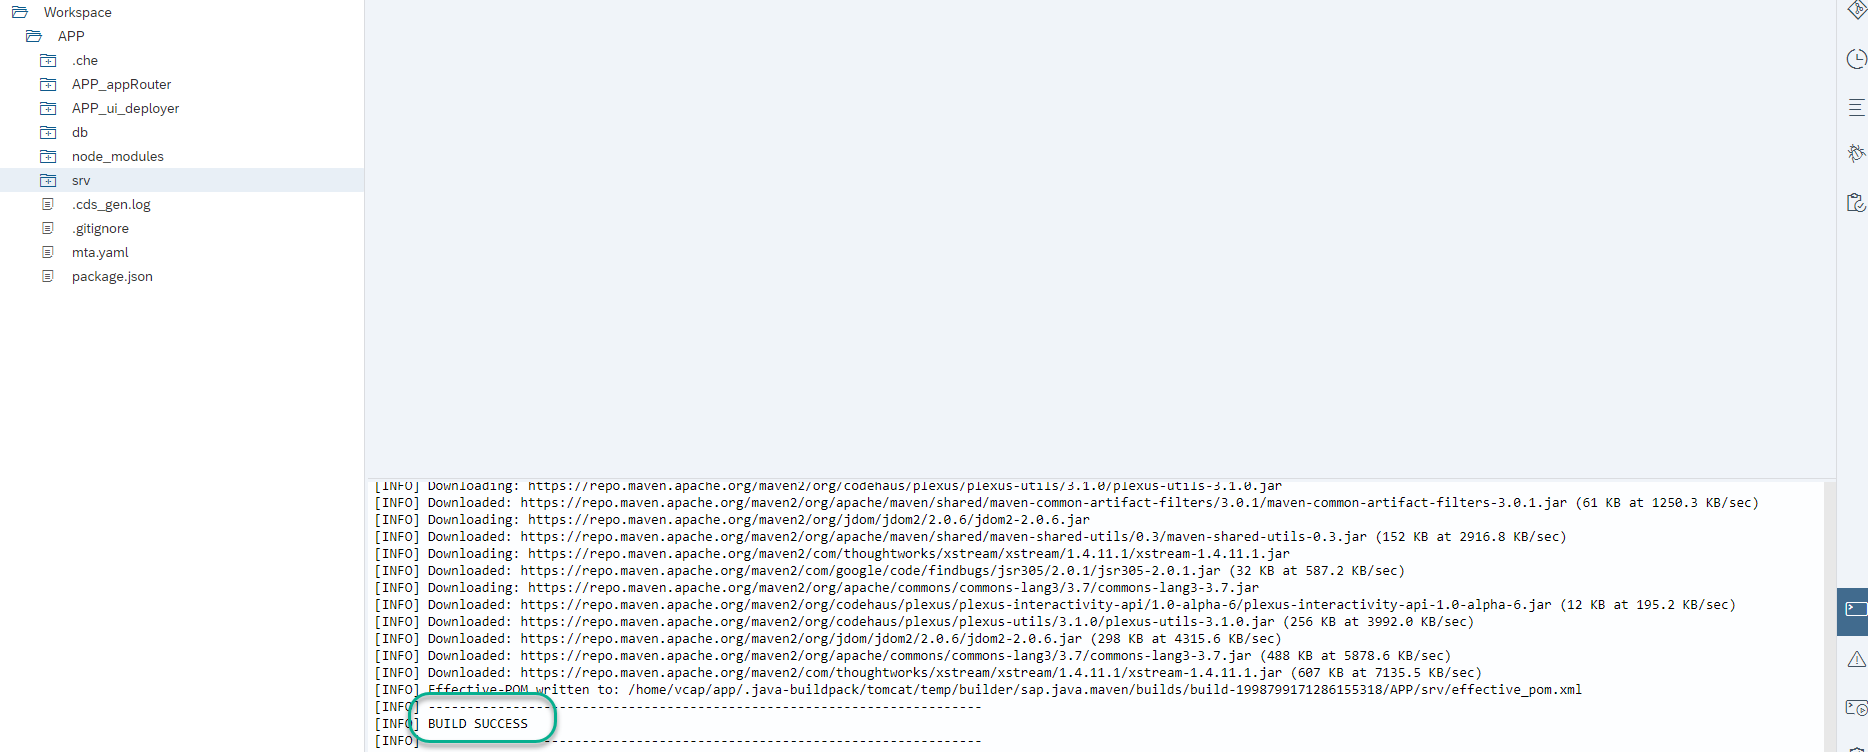 Workspace
APP
.che
APP_appRouter
APP_ui_deployer
db
node_modules
srv
.cds_gen.log
.gitignore
mta.yaml
package.json
[INFO] Downloading: https://repo.maven.apache.org/maven2/org/codehaus/plexus/plexus-utils/3.1.0/plexus-utils-3.1.0.jar
[INFO] Downloaded: https://repo.maven.apache.org/maven2/org/apache/maven/shared/maven-common-artifact-filters/3.0.1/maven-common-artifact-filters-3.0.1.jar (61 KB at 1250.3 KB/sec)
[INFO] Downloading: https://repo.maven.apache.org/maven2/org/jdom/jdom2/2.0.6/jdom2-2.0.6.jar
[INFO] Downloaded: https://repo.maven.apache.org/maven2/org/apache/maven/shared/maven-shared-utils/0.3/maven-shared-utils-0.3.jar (152 KB at 2916.8 KB/sec)
[INFO] Downloading: https://repo.maven.apache.org/maven2/com/thoughtworks/xstream/xstream/1.4.11.1/xstream-1.4.11.1.jar
[INFO] Downloaded: https://repo.maven.apache.org/maven2/com/google/code/findbugs/jsr305/2.0.1/jsr305-2.0.1.jar (32 KB at 587.2 KB/sec)
[INFO] Downloading: https://repo.maven.apache.org/maven2/org/apache/commons/commons-lang3/3.7/commons-lang3-3.7.jar
[INFO] Downloaded: https://repo.maven.apache.org/maven2/org/codehaus/plexus/plexus-interactivity-api/1.0-alpha-6/plexus-interactivity-api-1.0-alpha-6.jar (12 KB at 195.2 KB/sec)
[INFO] Downloaded: https://repo.maven.apache.org/maven2/org/codehaus/plexus/plexus-utils/3.1.0/plexus-utils-3.1.0.jar (256 KB at 3992.0 KB/sec)
[INFO] Downloaded: https://repo.maven.apache.org/maven2/org/jdom/jdom2/2.0.6/jdom2-2.0.6.jar (298 KB at 4315.6 KB/sec)
[INFO] Downloaded: https://repo.maven.apache.org/maven2/org/apache/commons/commons-lang3/3.7/commons-lang3-3.7.jar (488 KB at 5878.6 KB/sec)
[INFO] Downloaded: https://repo.maven.apache.org/maven2/com/thoughtworks/xstream/xstream/1.4.11.1/xstream-1.4.11.1.jar (607 KB at 7135.5 KB/sec)
[INFO] Effective-POM written to: /home/vcap/app/.java-buildpack/tomcat/temp/builder/sap.java.maven/builds/build-1998799171286155318/APP/srv/effective_pom.xml
[INFO] ------------------------------------------------------------------------
[INFO] BUILD SUCCESS
[INFO] ------------------------------------------------------------------------